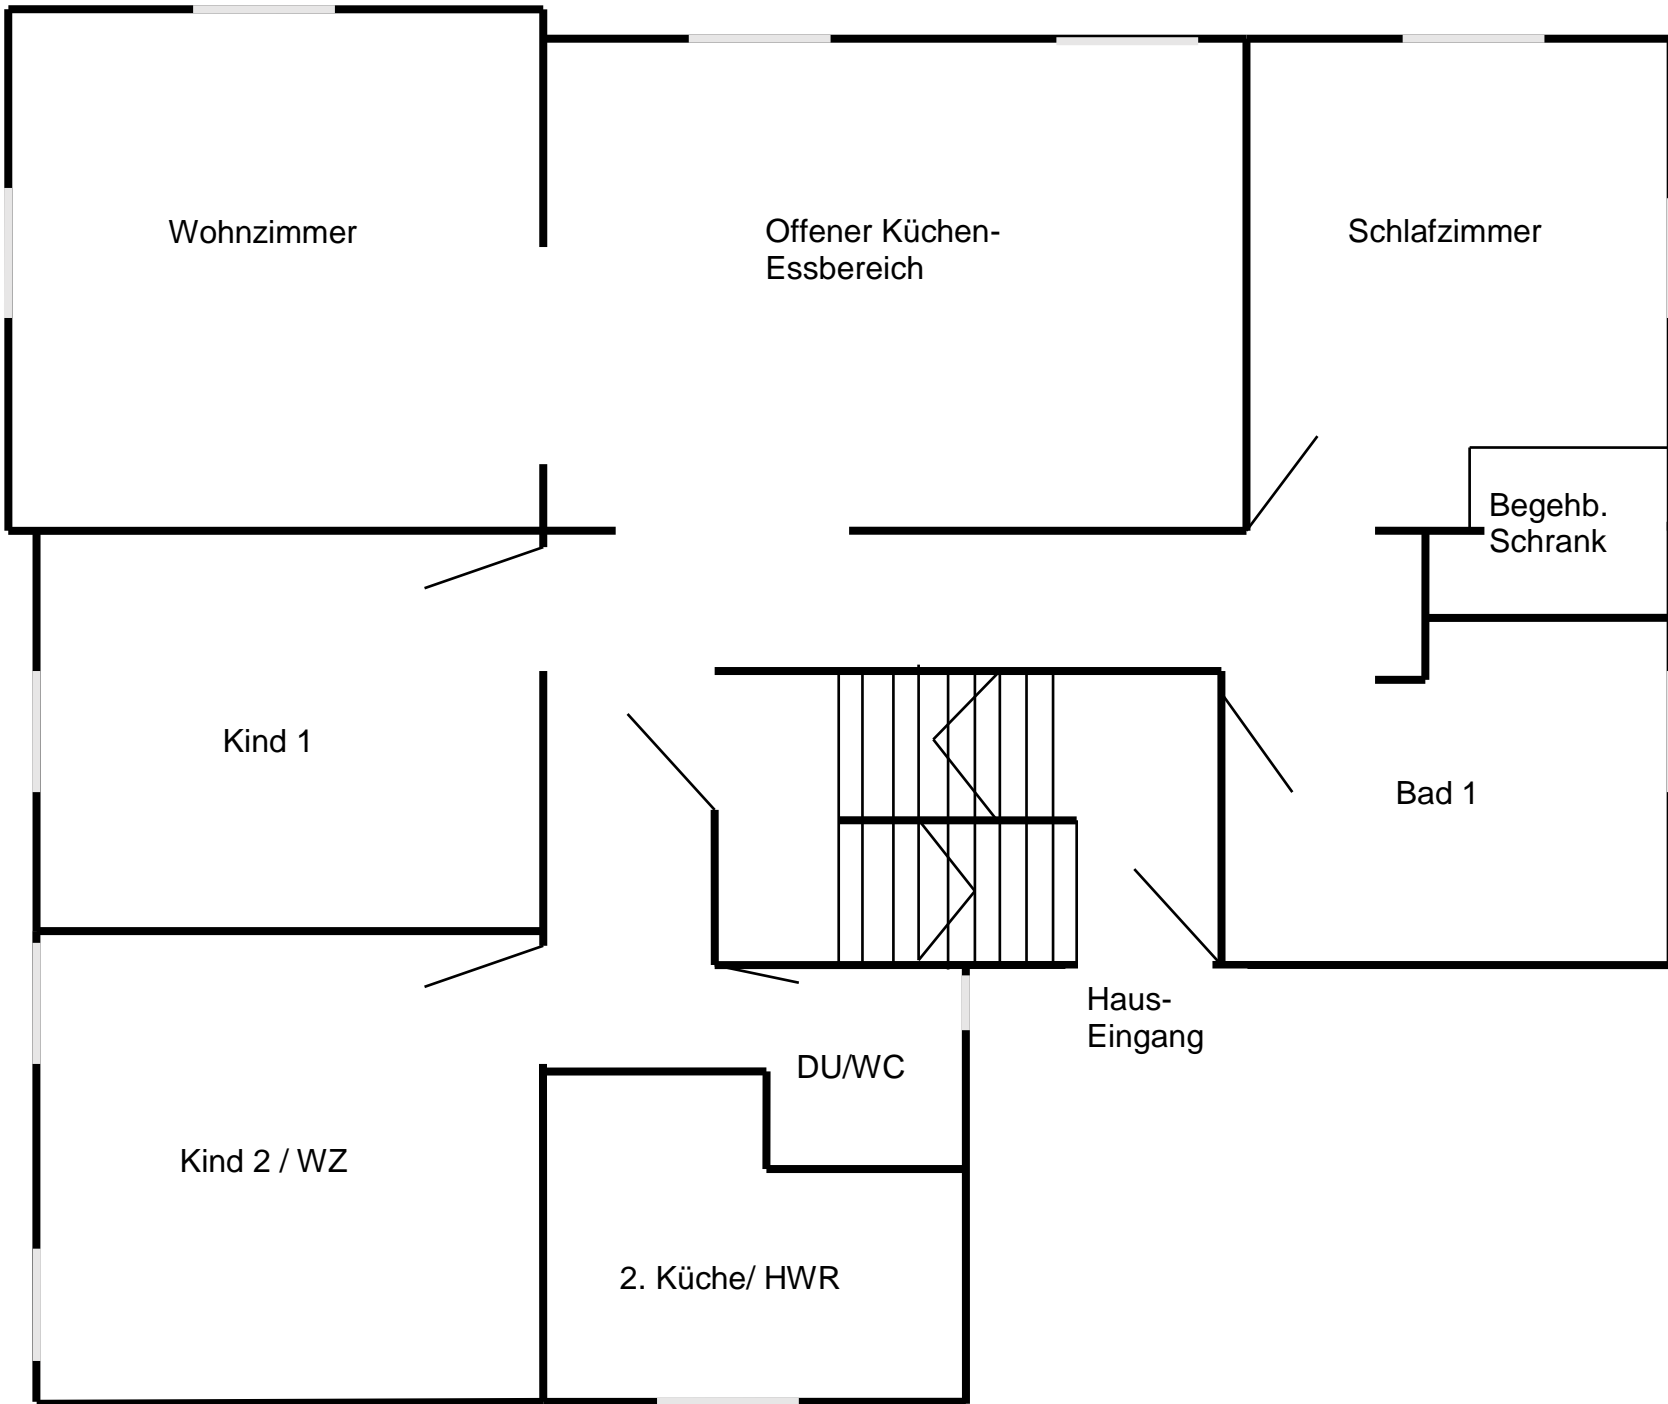 Wohnzimmer
Offener Küchen-
Essbereich
Schlafzimmer
Begehb.
Schrank
Kind 1
Bad 1
Haus-
Eingang
DU/WC
Kind 2 / WZ
2. Küche/ HWR